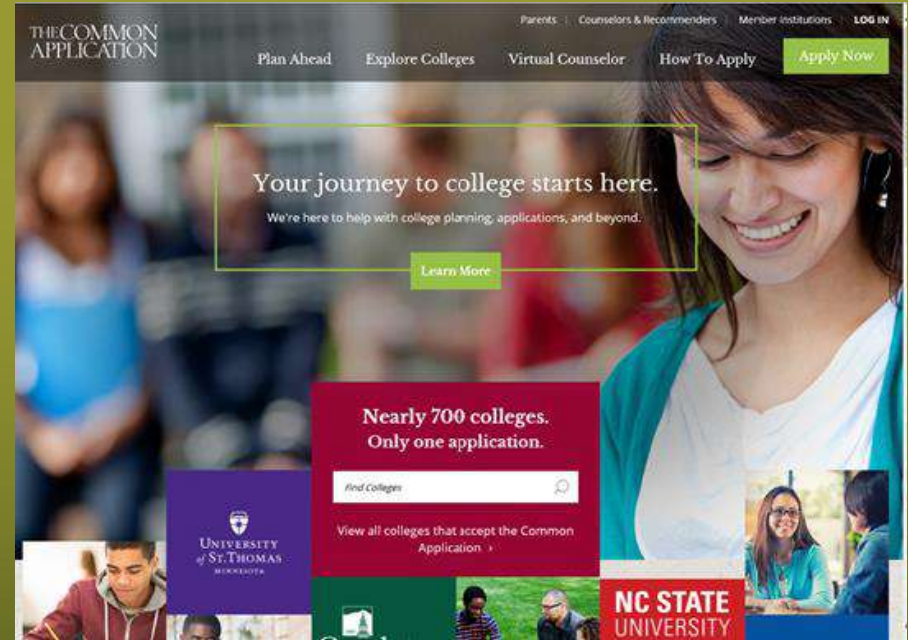 THE COMMON
APPLICATION
Parents | Counselors & Recommenders | Member Institutions | LOG IN
Plan Ahead Explore Colleges Virtual Counselor How To Apply Apply Now
Your journey to college starts here.
We're here to help with college planning, applications, and beyond.
Learn More
Nearly 700 colleges.
Only one application.
Find Colleges
View all colleges that accept the Common
Application ›
UNIVERSITY
of ST. THOMAS
MINNESOTA
NC STATE
UNIVERSITY